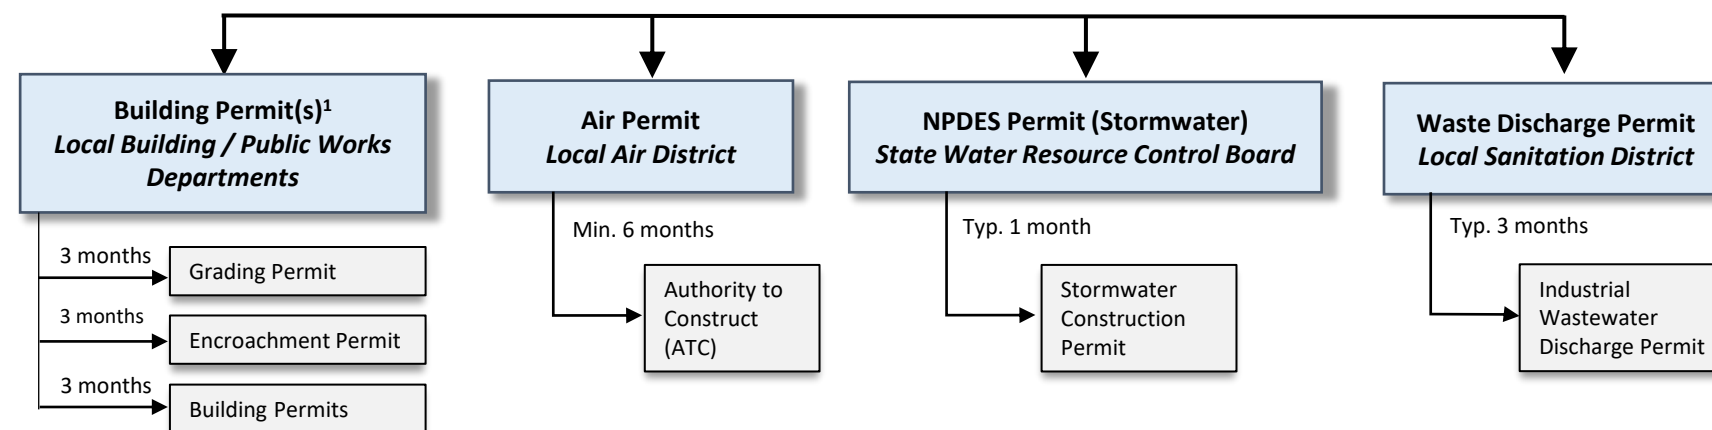 Building Permit(s)1
Local Building / Public Works
Departments
3 months
Grading Permit
3 months
Encroachment Permit
3 months
Building Permits
Air Permit
Local Air District
Min. 6 months
Authority to
Construct
(ATC)
NPDES Permit (Stormwater)
State Water Resource Control Board
Typ. 1 month
Stormwater
Construction
Permit
Waste Discharge Permit
Local Sanitation District
Typ. 3 months
Industrial
Wastewater
Discharge Permit